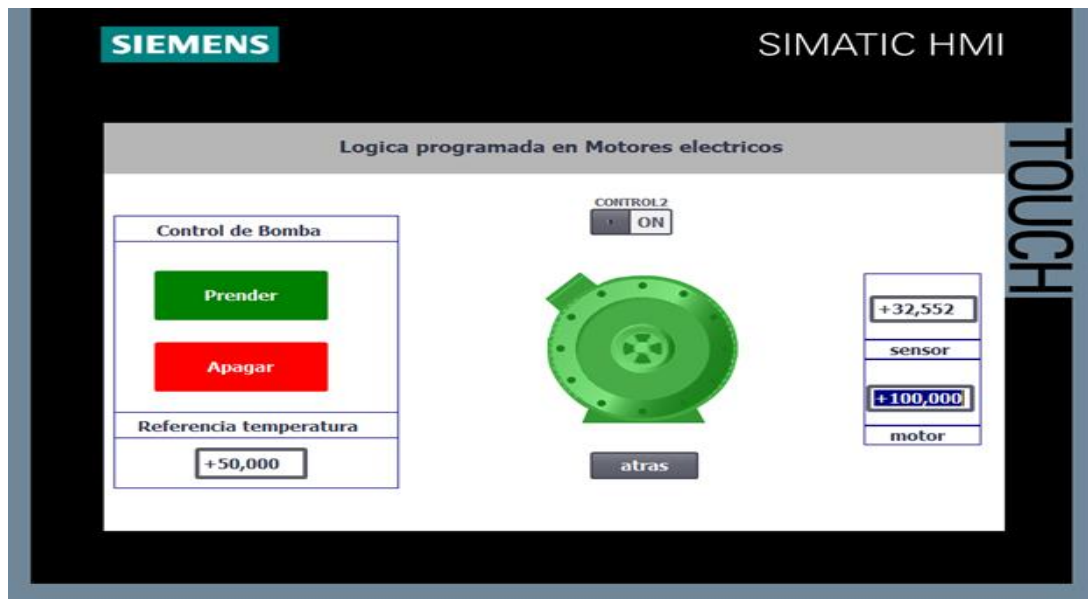 SIEMENS
SIMATIC HMI
TOUCH
Logica programada en Motores electricos
CONTROL2
ON
Control de Bomba
Prender
Apagar
Referencia temperatura
+50,000
atras
+32,552
sensor
+100,000
motor